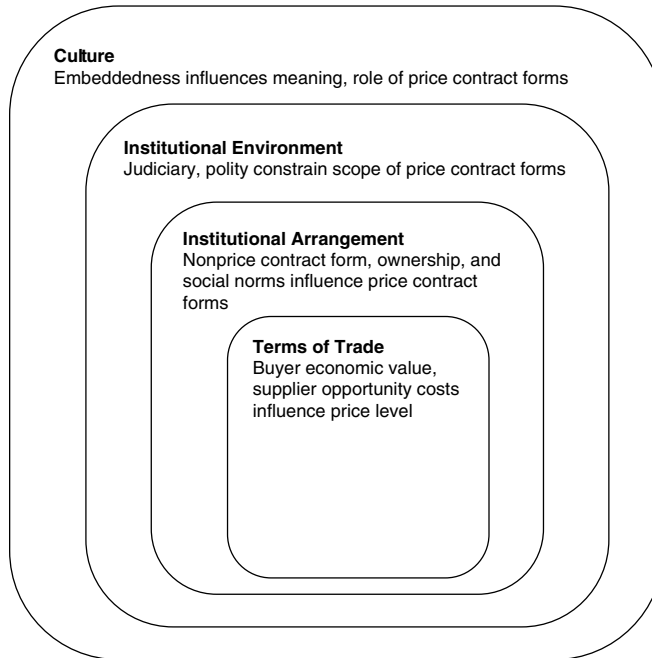 Culture
Embeddedness influences meaning, role of price contract forms
Institutional Environment
Judiciary, polity constrain scope of price contract forms
Institutional Arrangement
Nonprice contract form, ownership, and
social norms influence price contract
forms
Terms of Trade
Buyer economic value,
supplier opportunity costs
influence price level